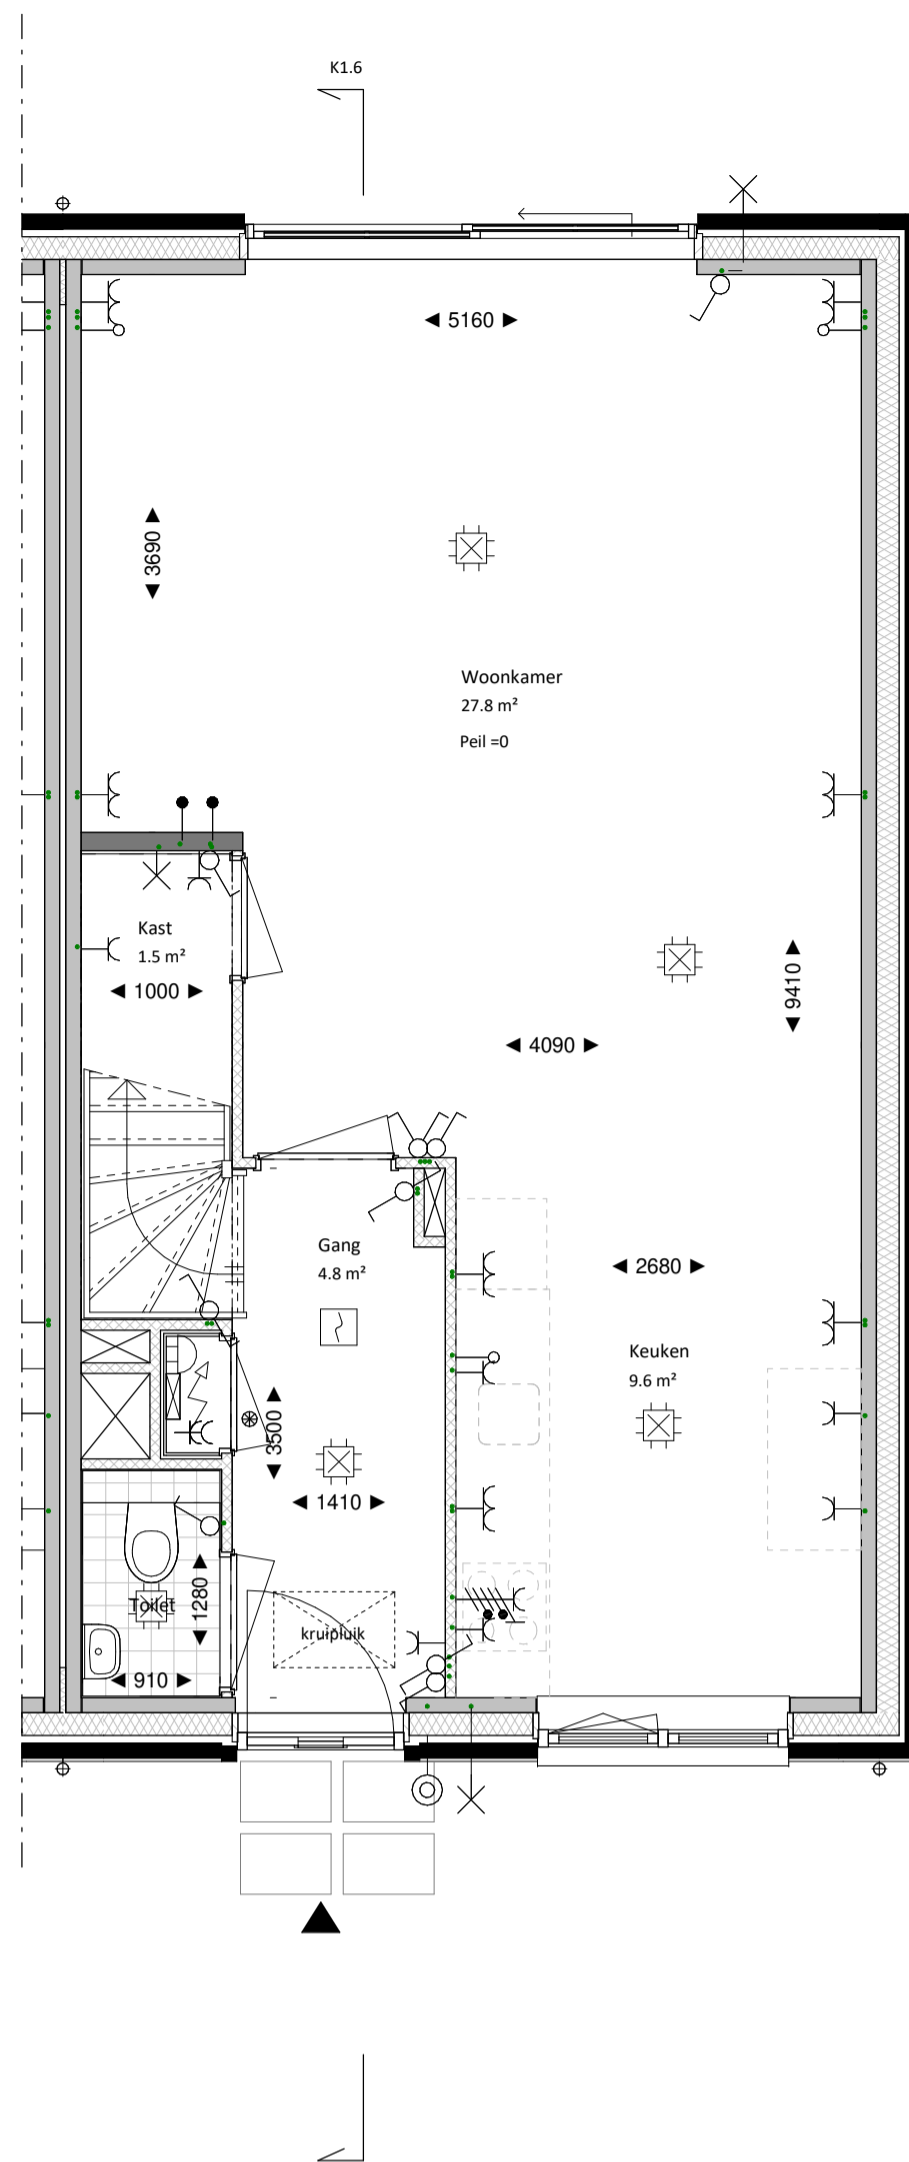 K1.6
◄ 5160 ►
◄ 3690 ►
Woonkamer
27.8 m²
Peil =0
Kast
1.5 m²
◄ 1000 ►
◄ 9410 ►
◄ 4090 ►
Gang
4.8 m²
◄ 2680 ►
Keuken
9.6 m²
◄ 3500 ►
◄ 1410 ►
Toilet
◄ 1280 ►
kruipluik
◄ 910 ►